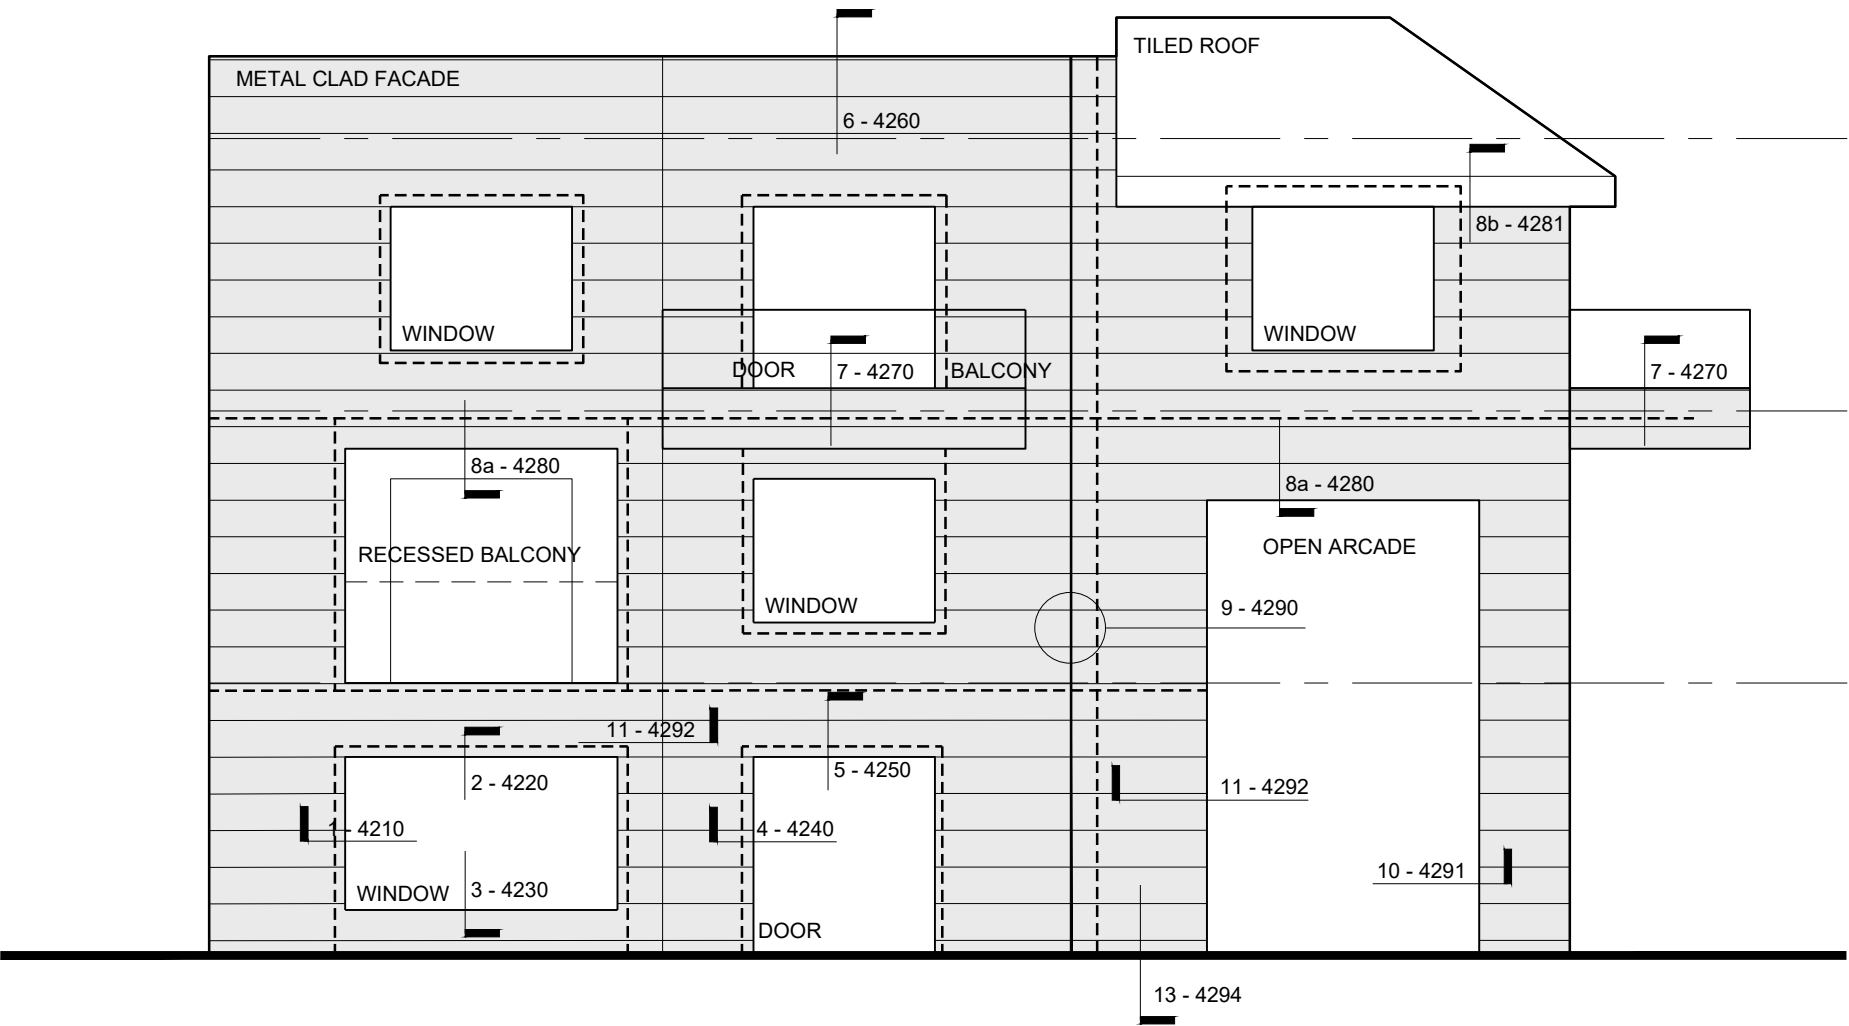 TILED ROOF
METAL CLAD FACADE
6 - 4260
8b - 4281
WINDOW
WINDOW
DOOR
7 - 4270
BALCONY
7 - 4270
8a - 4280
8a - 4280
RECESSED BALCONY
OPEN ARCADE
WINDOW
9 - 4290
11 - 4292
5 - 4250
2 - 4220
11 - 4292
1 - 4210
4 - 4240
10 - 4291
WINDOW
3 - 4230
DOOR
13 - 4294